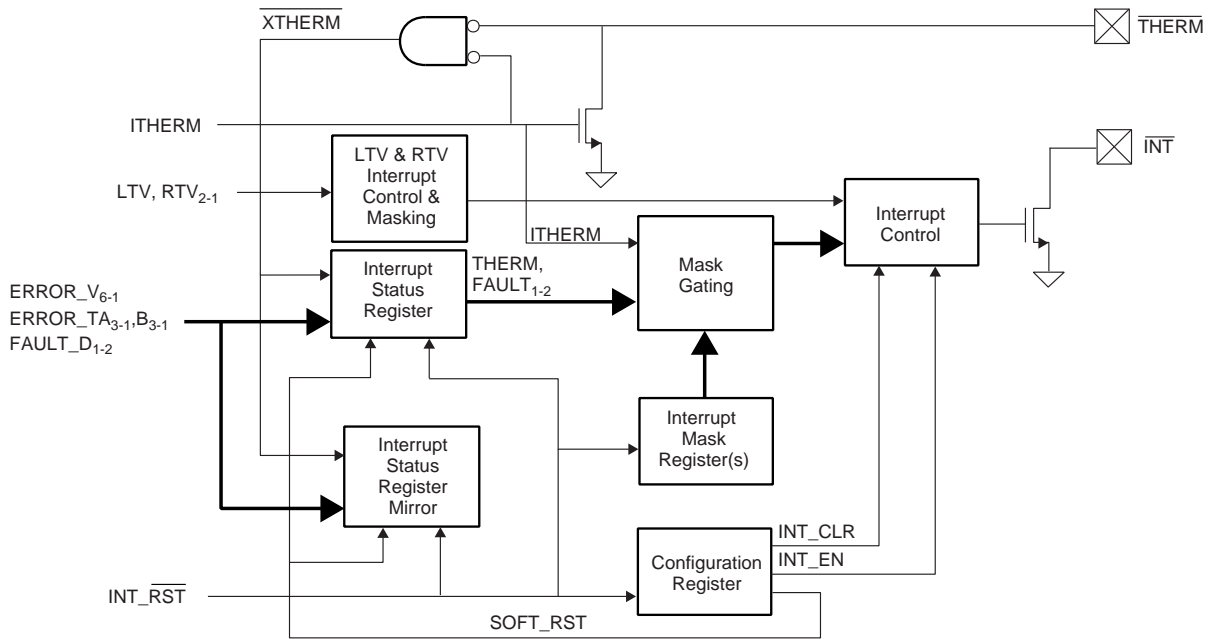 XTHERM
THERM
ITHERM
INT
LTV & RTV
Interrupt
Control &
Masking
LTV, RTV2-1
Interrupt
Control
ITHERM
Mask
Gating
Interrupt
Status
Register
THERM,
FAULT1-2
ERROR_V6-1
ERROR_TA3-1,B3-1
FAULT_D1-2
Interrupt
Mask
Register(s)
Interrupt
Status
Register
Mirror
INT_CLR
Configuration
Register
INT_EN
INT_RST
SOFT_RST